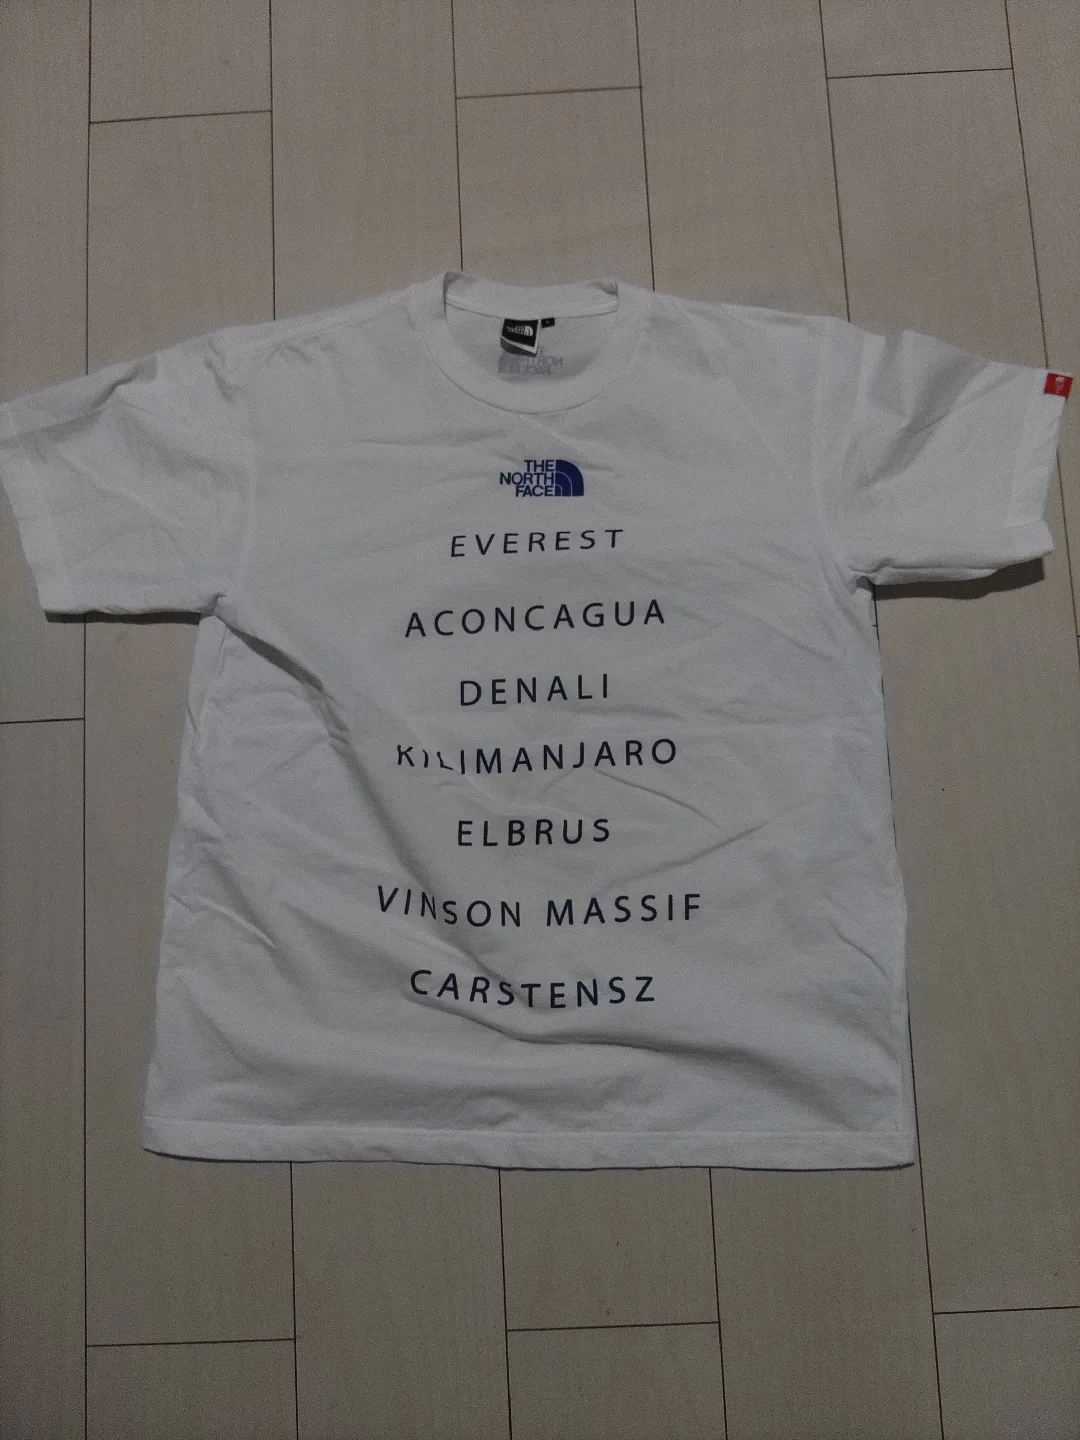 THE
NORTH
FACE
EVEREST
ACONCAGUA
DENALI
KILIMANJARO
ELBRUS
VINSON MASSIF
CARSTENSZ